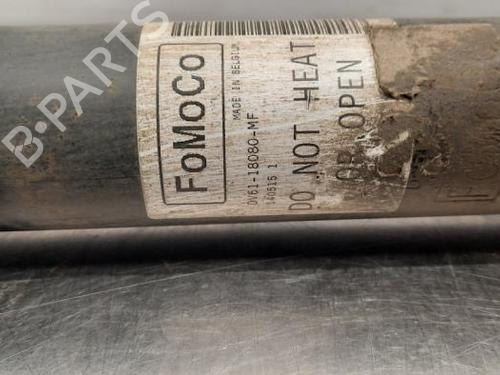 FoMoCo
MADE IN BELGIUM
DV61-18080-MF
DO NOT HEAT
OR OPEN
B-PARTS